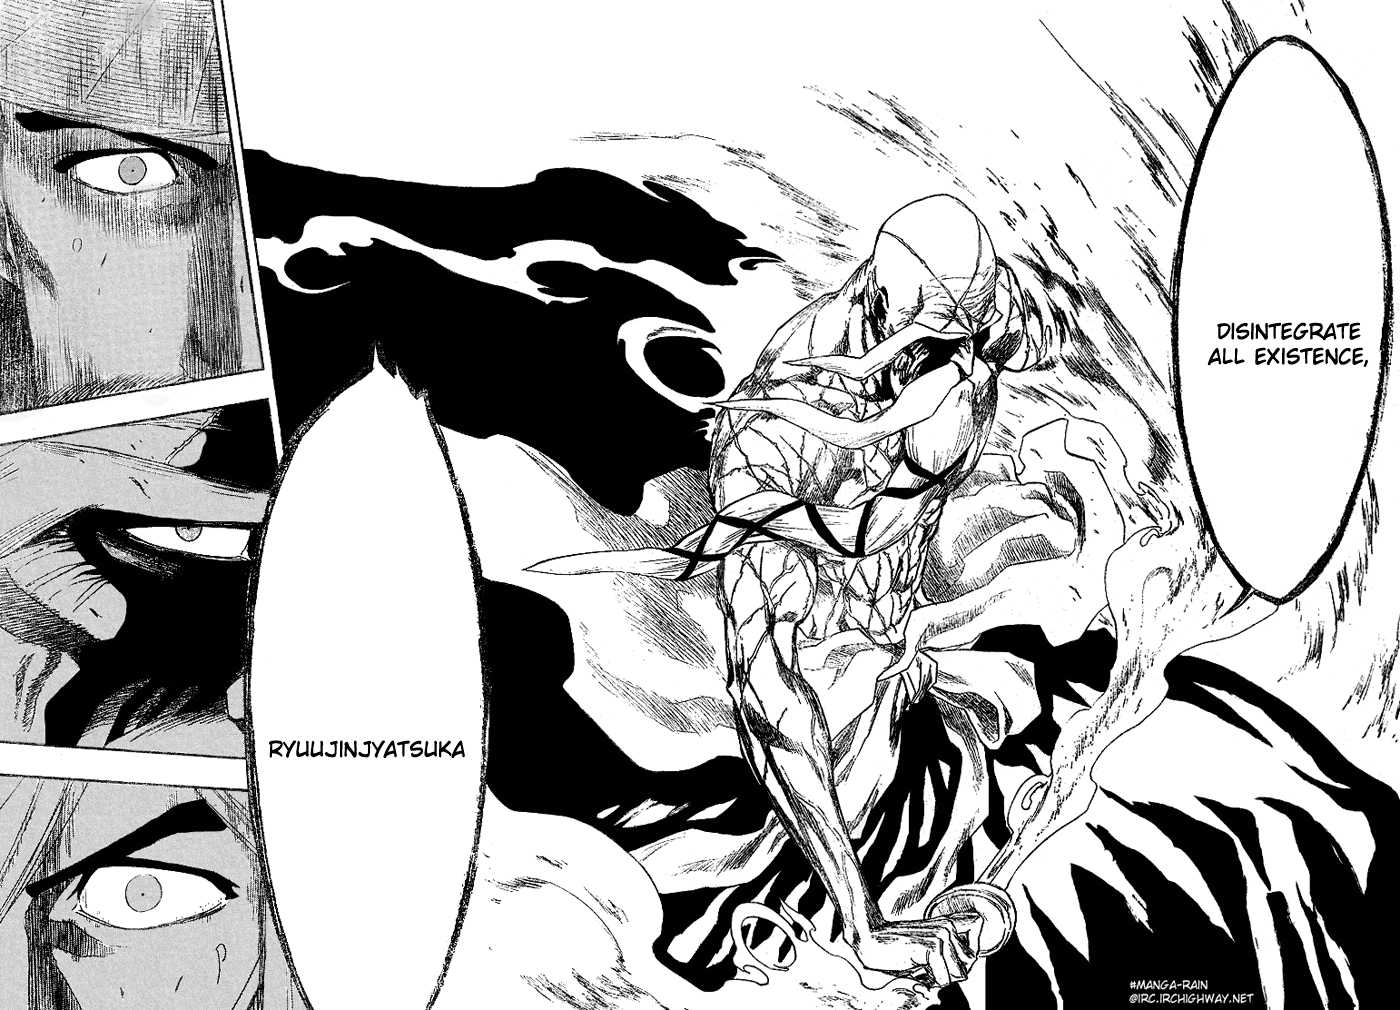 DISINTEGRATE
ALL EXISTENCE,
RYUUJINJYATSUKA
#MANGA-RAIN
@IRC.IRCHIGHWAY.NET